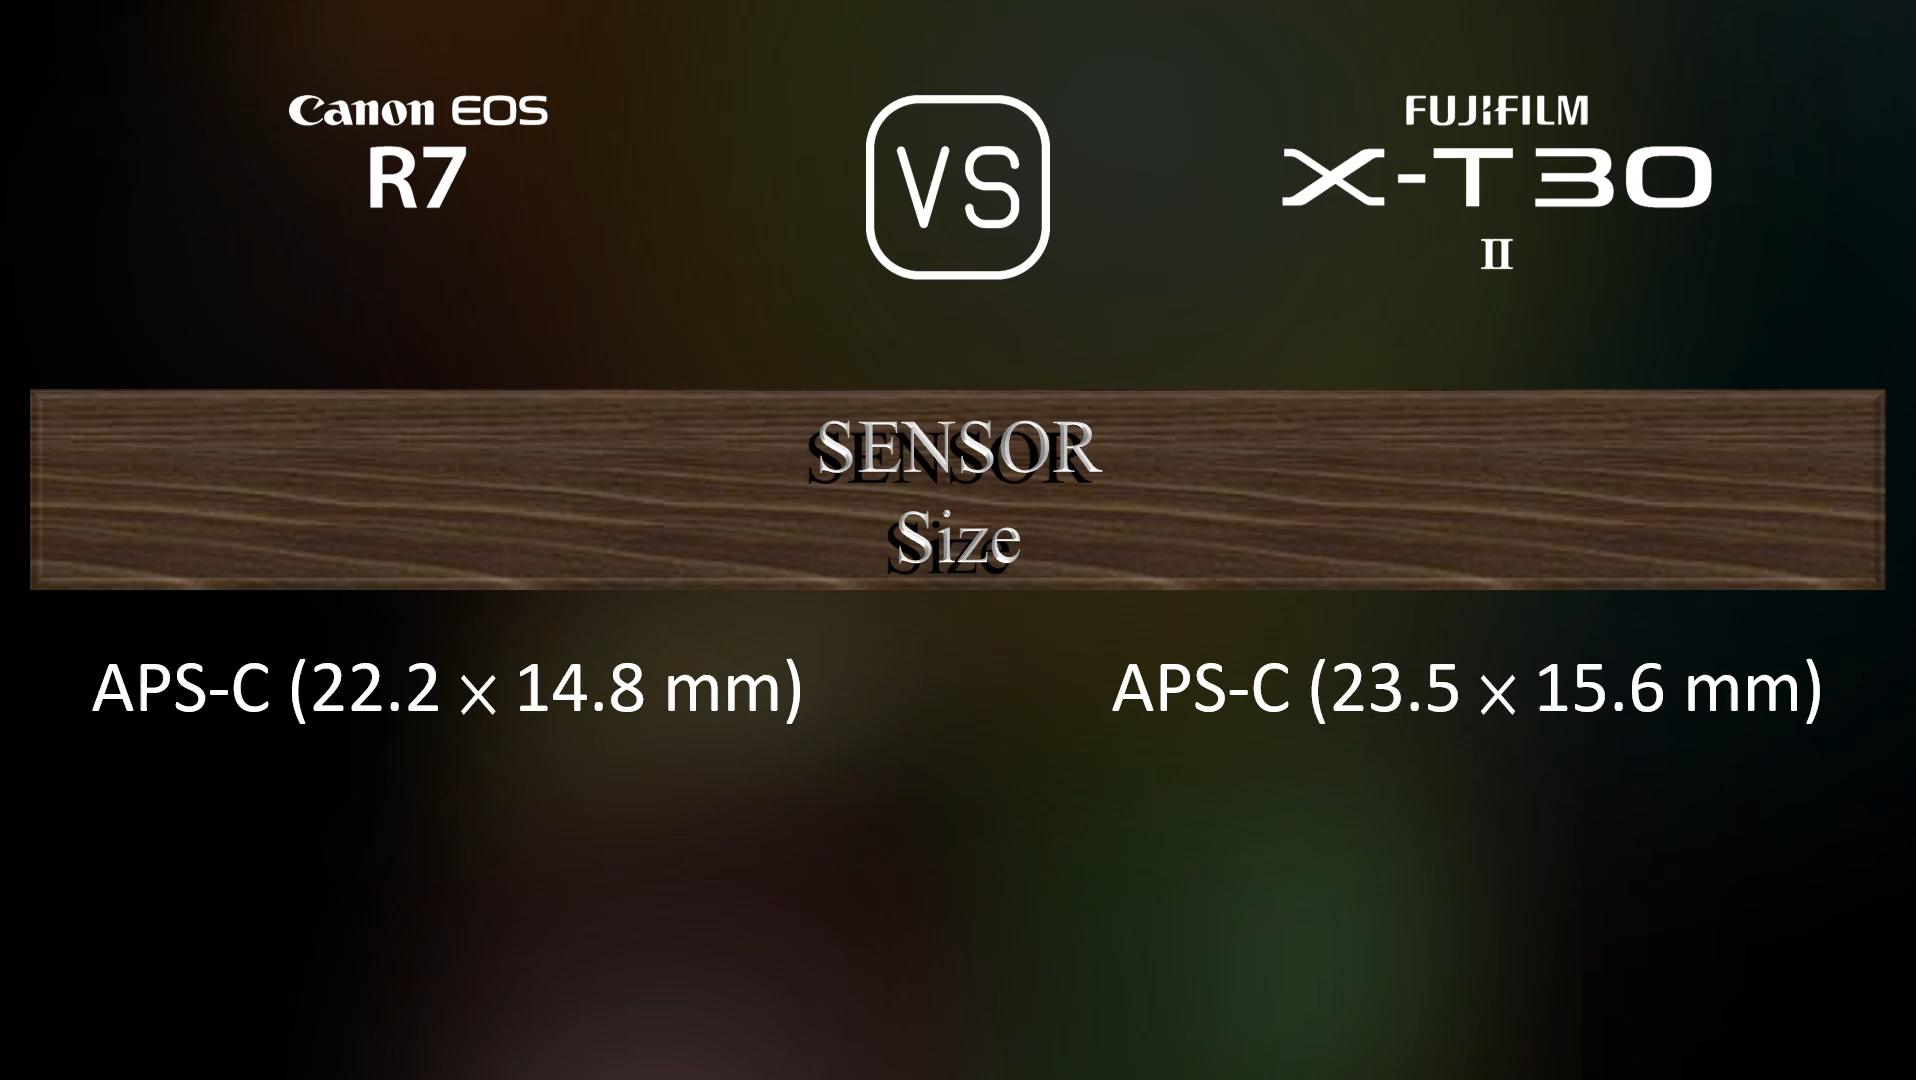 Canon EOS
R7
VS
FUJIFILM
X-T30
II
SENSOR
Size
APS-C (22.2 x 14.8 mm)
APS-C (23.5 x 15.6 mm)